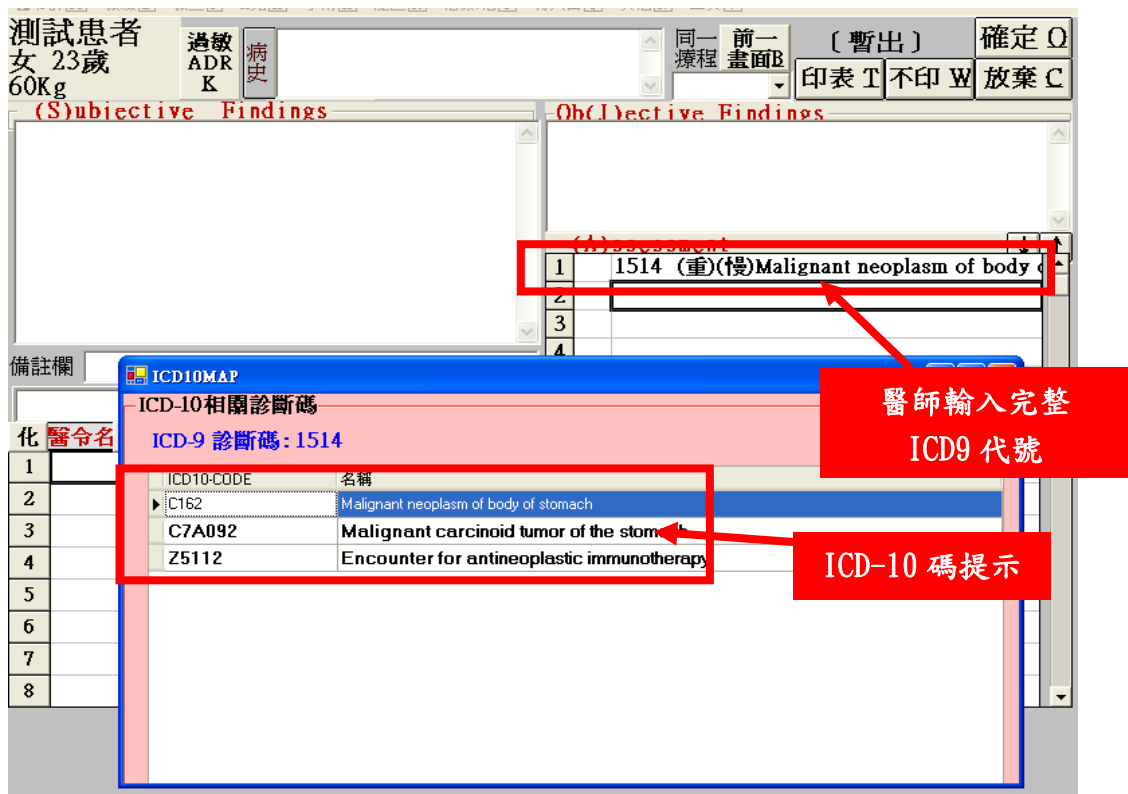 測試患者
女 23歲
60Kg
過敏
ADR
K
病史
同一
療程
前一
畫面B
〔暫出〕
確定 O
印表 T
不印 W
放棄 C
(S)ubjective Findings
Ob(J)ective Findings
(A)ssessment
1 1514 (重)(慢)Malignant neoplasm of body
2
3
4
備註欄
ICD10MAP
ICD-10相關診斷碼
ICD-9 診斷碼: 1514
ICD10-CODE 名稱
C162 Malignant neoplasm of body of stomach
C7A092 Malignant carcinoid tumor of the stomach
Z5112 Encounter for antineoplastic immunotherapy
醫師輸入完整
ICD9 代號
ICD-10 碼提示
化 醫令名
1
2
3
4
5
6
7
8